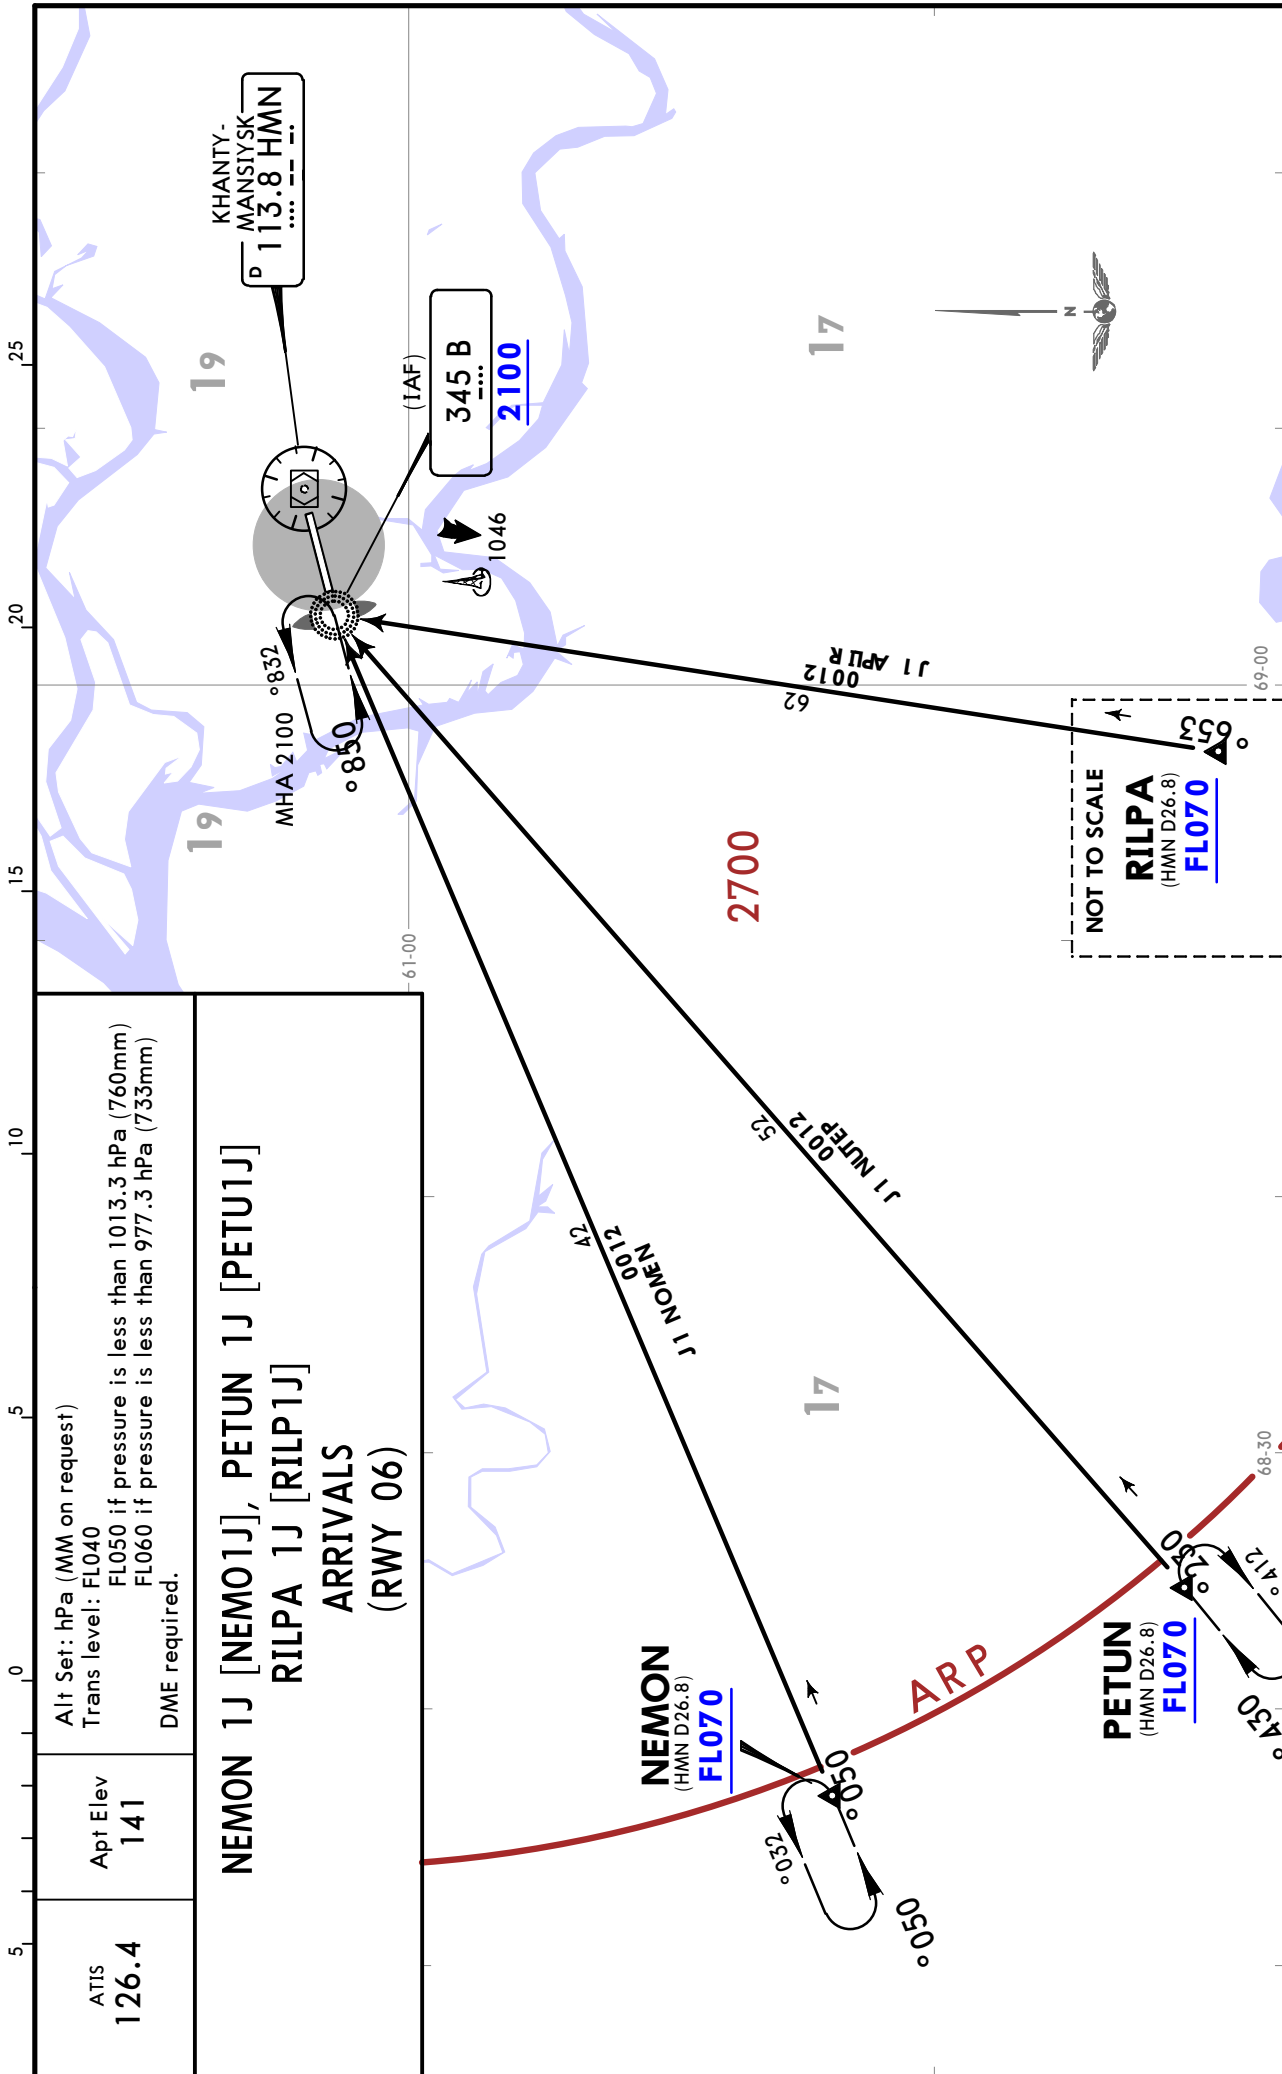 ATIS
126.4
Apt Elev
141
Alt Set: hPa (MM on request)
Trans level: FL040
FL050 if pressure is less than 1013.3 hPa (760mm)
FL060 if pressure is less than 977.3 hPa (733mm)
DME required.
NEMON 1J [NEMO1J], PETUN 1J [PETU1J]
RILPA 1J [RILP1J]
ARRIVALS
(RWY 06)
5
0
5
10
15
20
25
KHANTY-
MANSIYSK
D 113.8 HMN
19
19
(IAF)
345 B
2100
1046
MHA 2100
°832
°850
61-00
17
17
2700
42
0012
J1 NOMEN
52
0012
J1 NUTEP
62
0012
J1 APLIR
NEMON
(HMN D26.8)
FL070
°050
°032
°050
ARP
PETUN
(HMN D26.8)
FL070
°230
°412
°430
NOT TO SCALE
RILPA
(HMN D26.8)
FL070
°653
69-00
68-30
N